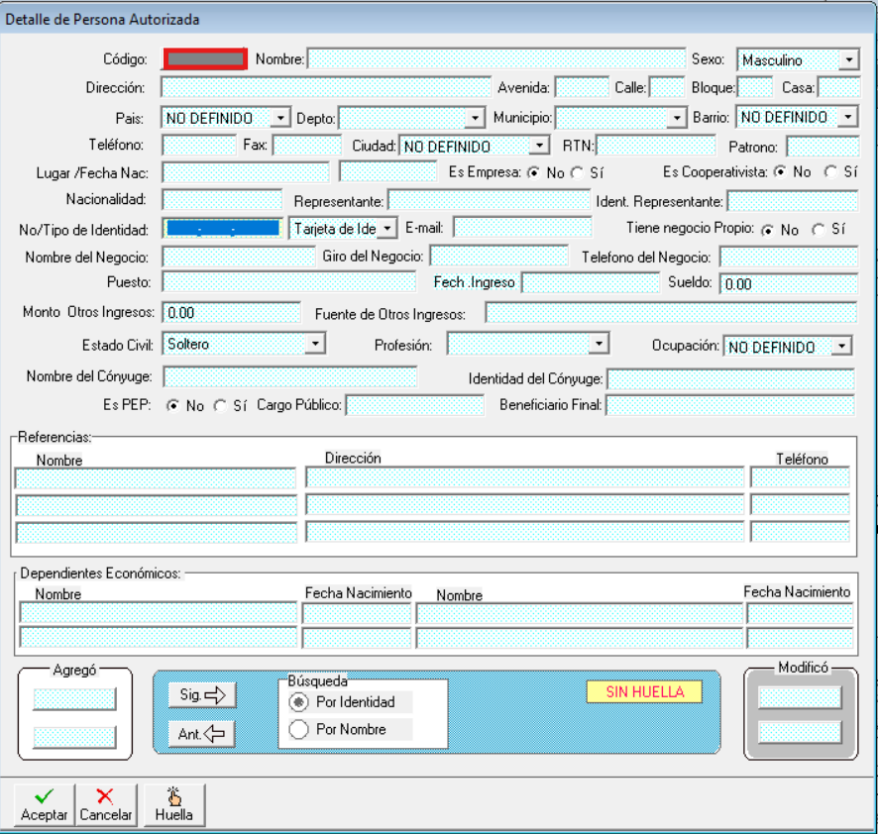 Detalle de Persona Autorizada
Código: Nombre: Sexo: Masculino
Dirección: Avenida: Calle: Bloque: Casa:
Pais: NO DEFINIDO Depto: Municipio: Barrio: NO DEFINIDO
Teléfono: Fax: Ciudad: NO DEFINIDO RTN: Patrono:
Lugar /Fecha Nac: Es Empresa: No Sí Es Cooperativista: No Sí
Nacionalidad: Representante: Ident. Representante:
No/Tipo de Identidad: - - Tarjeta de Ide E-mail: Tiene negocio Propio: No Sí
Nombre del Negocio: Giro del Negocio: Telefono del Negocio:
Puesto: Fech .Ingreso Sueldo: 0.00
Monto Otros Ingresos: 0.00 Fuente de Otros Ingresos:
Estado Civil: Soltero Profesión: Ocupación: NO DEFINIDO
Nombre del Cónyuge: Identidad del Cónyuge:
Es PEP: No Sí Cargo Público: Beneficiario Final:
Referencias:
Nombre Dirección Teléfono
Dependientes Económicos:
Nombre Fecha Nacimiento Nombre Fecha Nacimiento
Agregó Modificó
Búsqueda
Sig. Por Identidad SIN HUELLA
Ant. Por Nombre
Aceptar Cancelar Huella